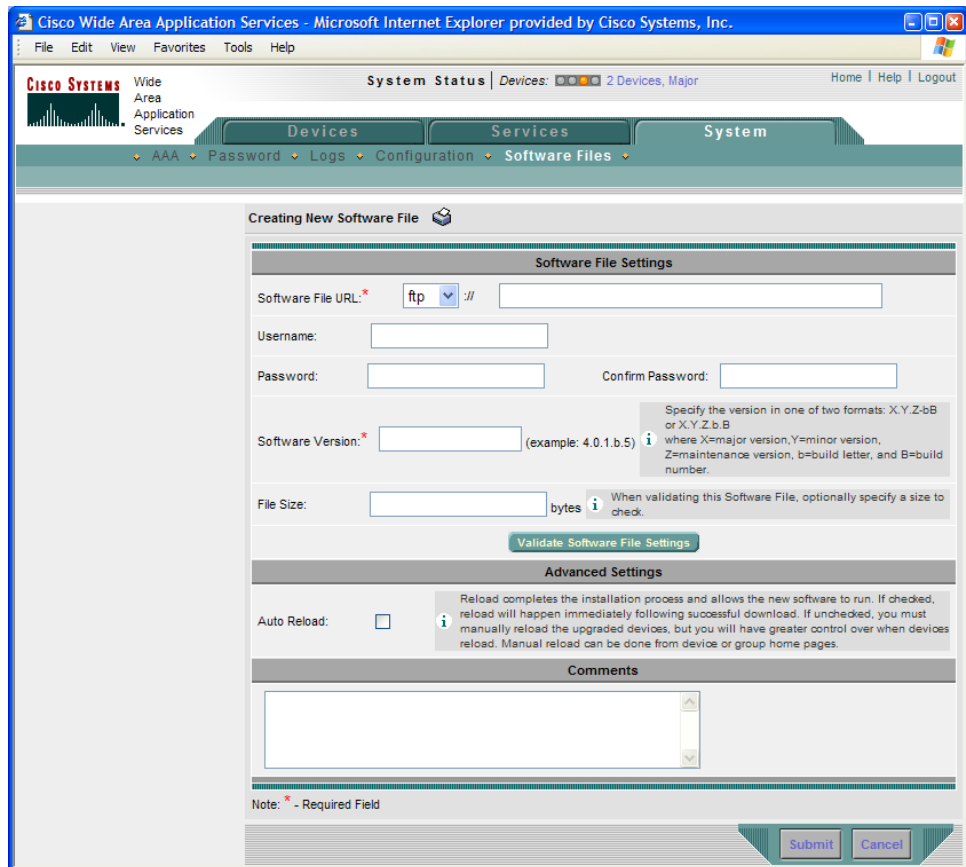 Cisco Wide Area Application Services - Microsoft Internet Explorer provided by Cisco Systems, Inc.
File Edit View Favorites Tools Help
CISCO SYSTEMS
Wide
Area
Application
Services
System Status | Devices: 2 Devices, Major
Home | Help | Logout
Devices Services System
AAA Password Logs Configuration Software Files
Creating New Software File
Software File Settings
Software File URL:* ftp ://
Username:
Password: Confirm Password:
Software Version:* (example: 4.0.1.b.5)
Specify the version in one of two formats: X.Y.Z-bB
or X.Y.Z.b.B
where X=major version,Y=minor version,
Z=maintenance version, b=build letter, and B=build
number.
File Size: bytes
When validating this Software File, optionally specify a size to
check.
Validate Software File Settings
Advanced Settings
Auto Reload:
Reload completes the installation process and allows the new software to run. If checked,
reload will happen immediately following successful download. If unchecked, you must
manually reload the upgraded devices, but you will have greater control over when devices
reload. Manual reload can be done from device or group home pages.
Comments
Note: * - Required Field
Submit Cancel